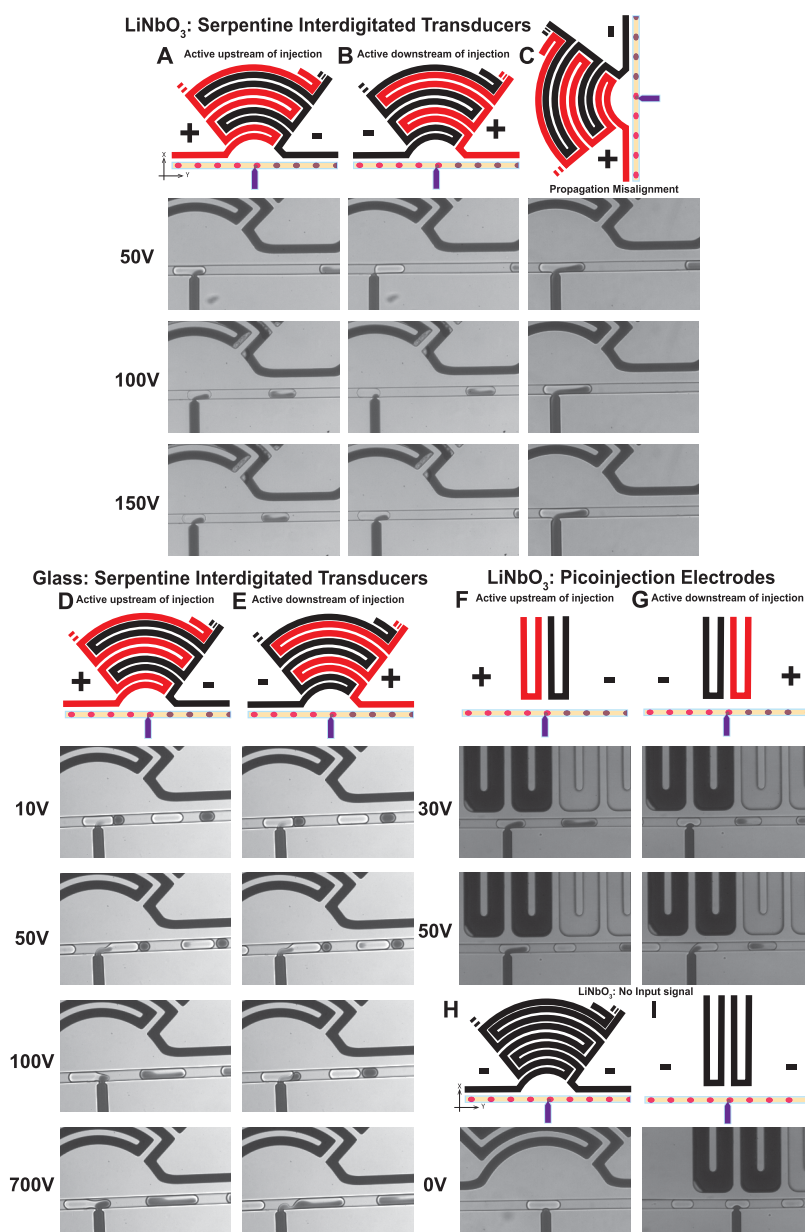 LiNbO₃: Serpentine Interdigitated Transducers
A Active upstream of injection
B Active downstream of injection
C
+ -
- +
- +
X
Y
Propagation Misalignment
50V
100V
150V
Glass: Serpentine Interdigitated Transducers
D Active upstream of injection
E Active downstream of injection
+ -
- +
LiNbO₃: Picoinjection Electrodes
F Active upstream of injection
G Active downstream of injection
+ -
- +
10V
50V
100V
700V
30V
50V
LiNbO₃: No Input signal
H
I
- -
- -
X
Y
0V